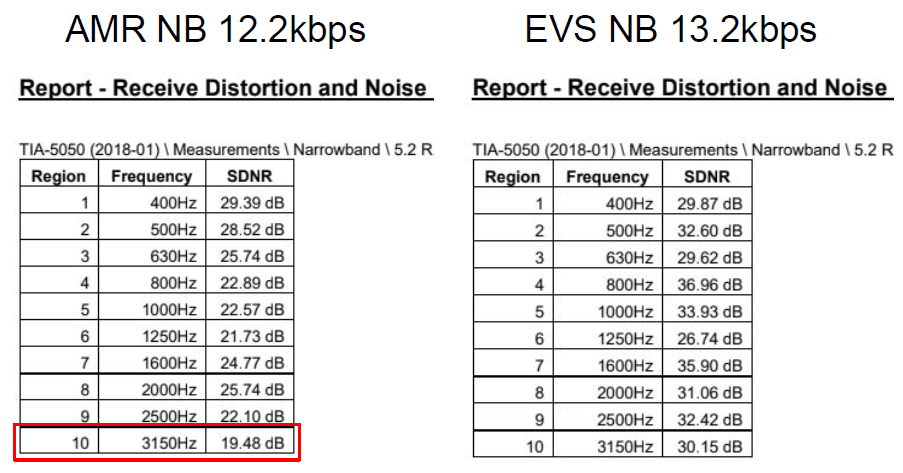 AMR NB 12.2kbps
Report - Receive Distortion and Noise
TIA-5050 (2018-01) \ Measurements \ Narrowband \ 5.2 R
Region Frequency SDNR
1 400Hz 29.39 dB
2 500Hz 28.52 dB
3 630Hz 25.74 dB
4 800Hz 22.89 dB
5 1000Hz 22.57 dB
6 1250Hz 21.73 dB
7 1600Hz 24.77 dB
8 2000Hz 25.74 dB
9 2500Hz 22.10 dB
10 3150Hz 19.48 dB
EVS NB 13.2kbps
Report - Receive Distortion and Noise
TIA-5050 (2018-01) \ Measurements \ Narrowband \ 5.2 R
Region Frequency SDNR
1 400Hz 29.87 dB
2 500Hz 32.60 dB
3 630Hz 29.62 dB
4 800Hz 36.96 dB
5 1000Hz 33.93 dB
6 1250Hz 26.74 dB
7 1600Hz 35.90 dB
8 2000Hz 31.06 dB
9 2500Hz 32.42 dB
10 3150Hz 30.15 dB